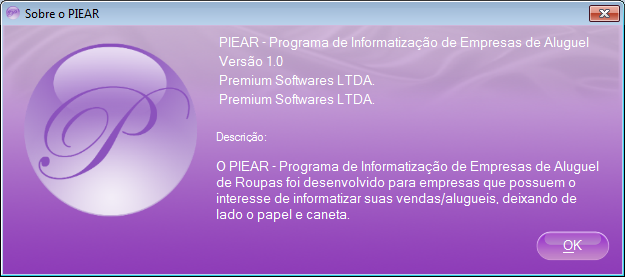 Sobre o PIEAR
PIEAR - Programa de Informatização de Empresas de Aluguel
Versão 1.0
Premium Softwares LTDA.
Premium Softwares LTDA.
Descrição:
O PIEAR - Programa de Informatização de Empresas de Aluguel
de Roupas foi desenvolvido para empresas que possuem o
interesse de informatizar suas vendas/alugueis, deixando de
lado o papel e caneta.
P
OK